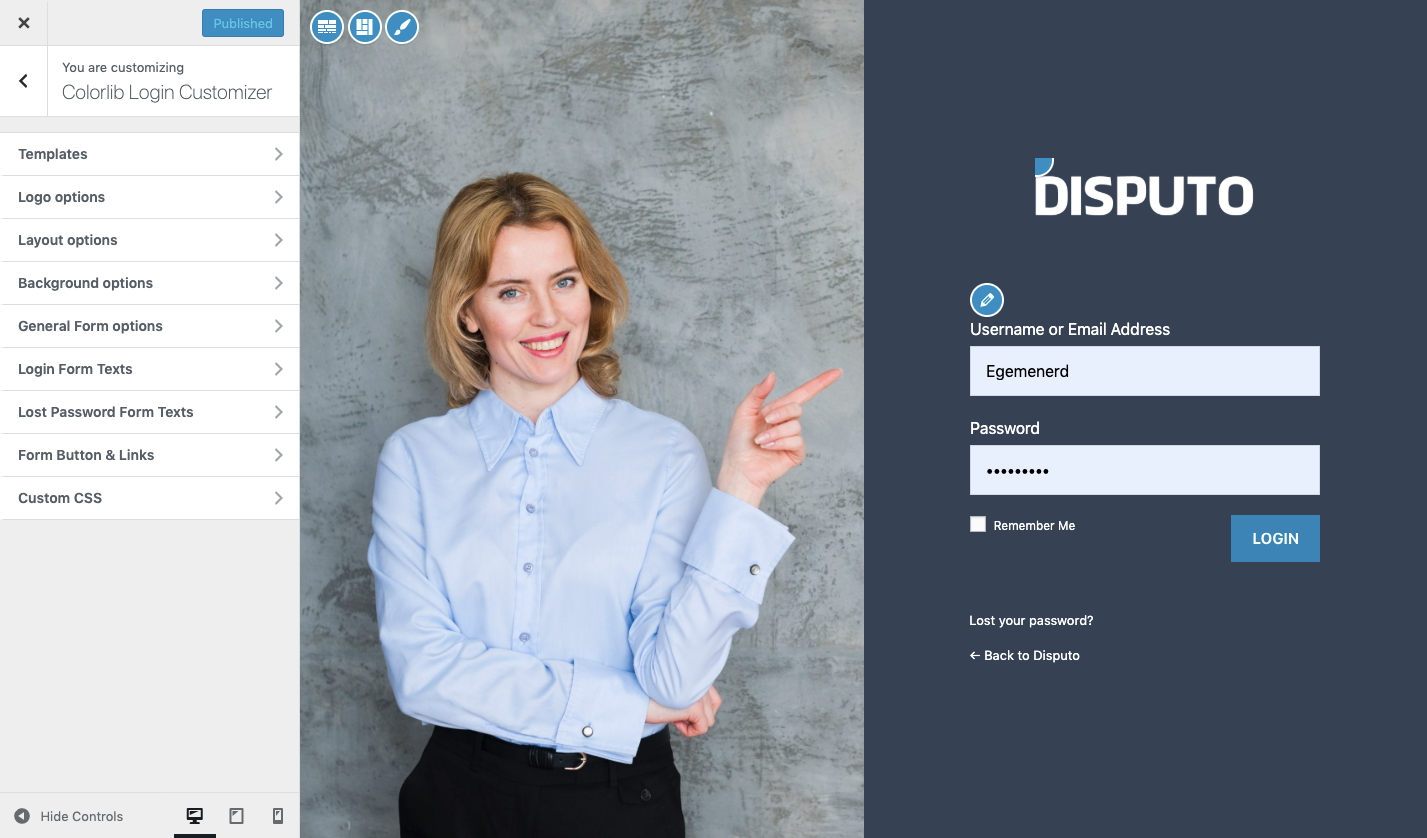 Published
You are customizing
Colorlib Login Customizer
Templates
Logo options
Layout options
Background options
General Form options
Login Form Texts
Lost Password Form Texts
Form Button & Links
Custom CSS
Hide Controls
DISPUTO
Username or Email Address
Egemenerd
Password
•••••••••
Remember Me
LOGIN
Lost your password?
← Back to Disputo